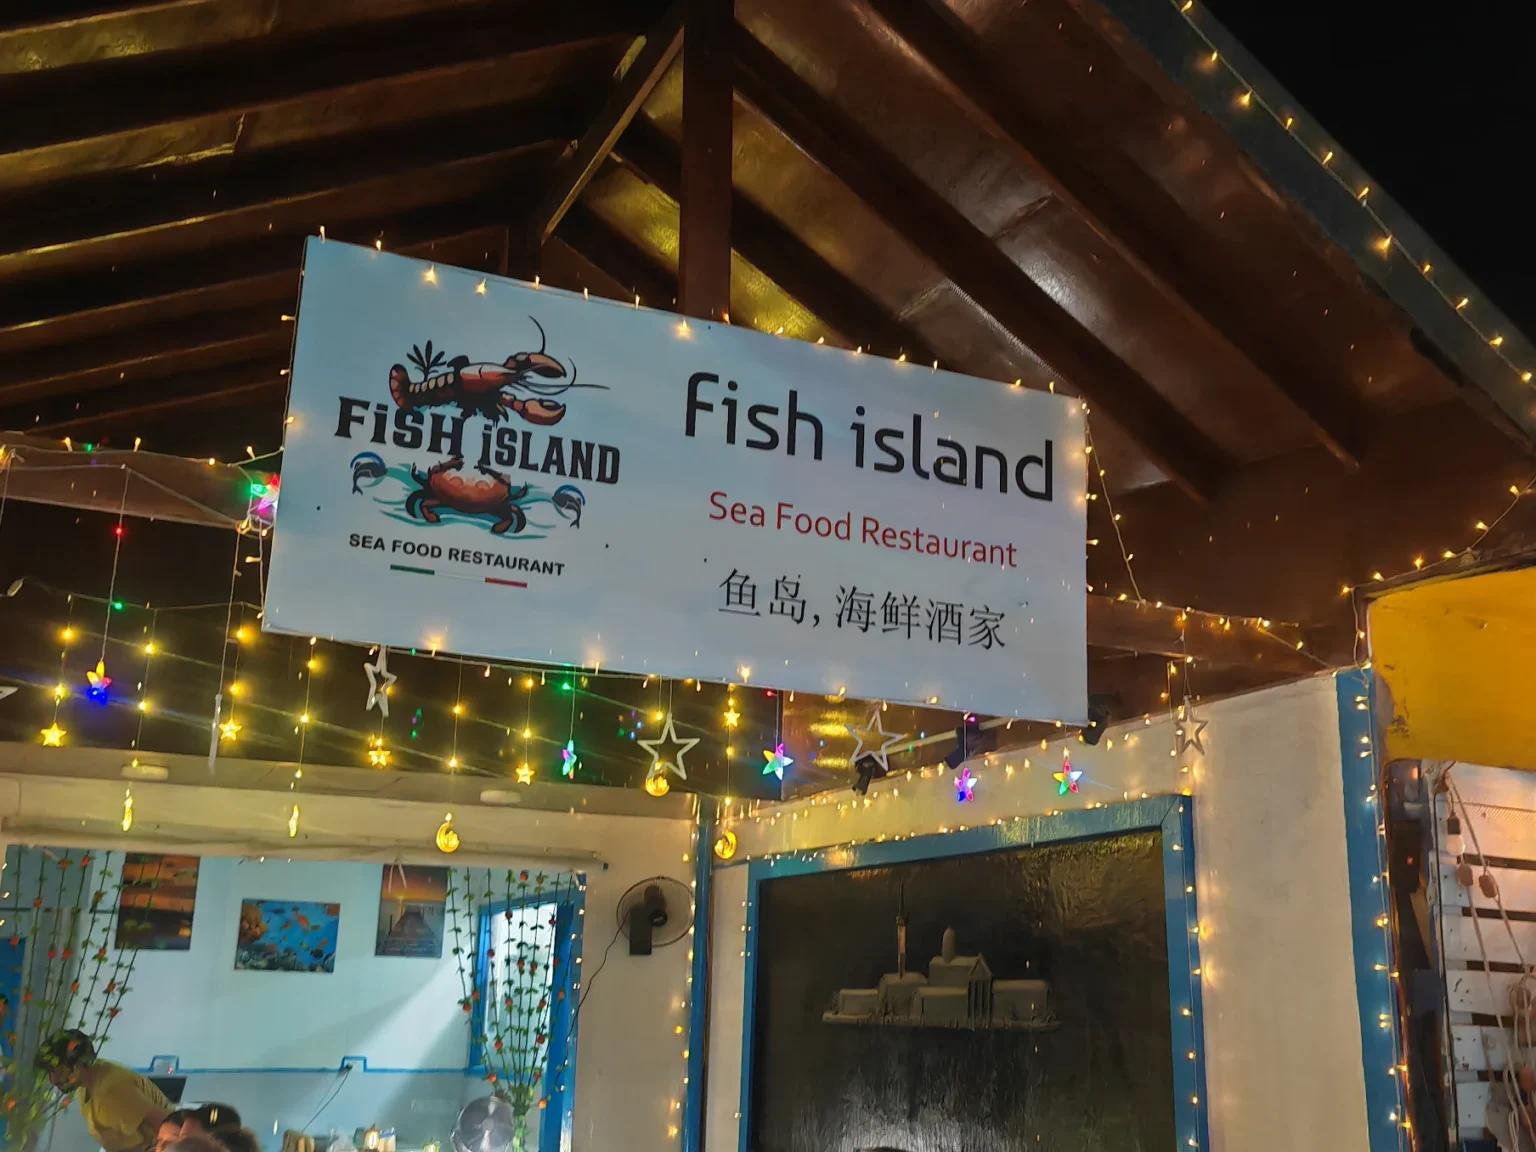 FiSH iSLAND
SEA FOOD RESTAURANT
fish island
Sea Food Restaurant
鱼岛, 海鲜酒家